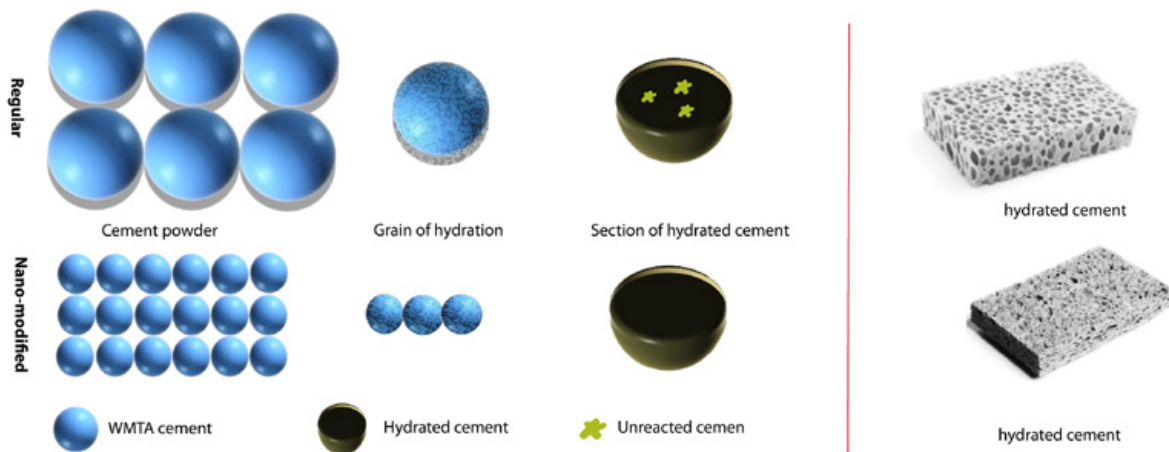 Regular
Cement powder
Grain of hydration
Section of hydrated cement
hydrated cement
Nano-modified
WMTA cement
Hydrated cement
Unreacted cemen
hydrated cement